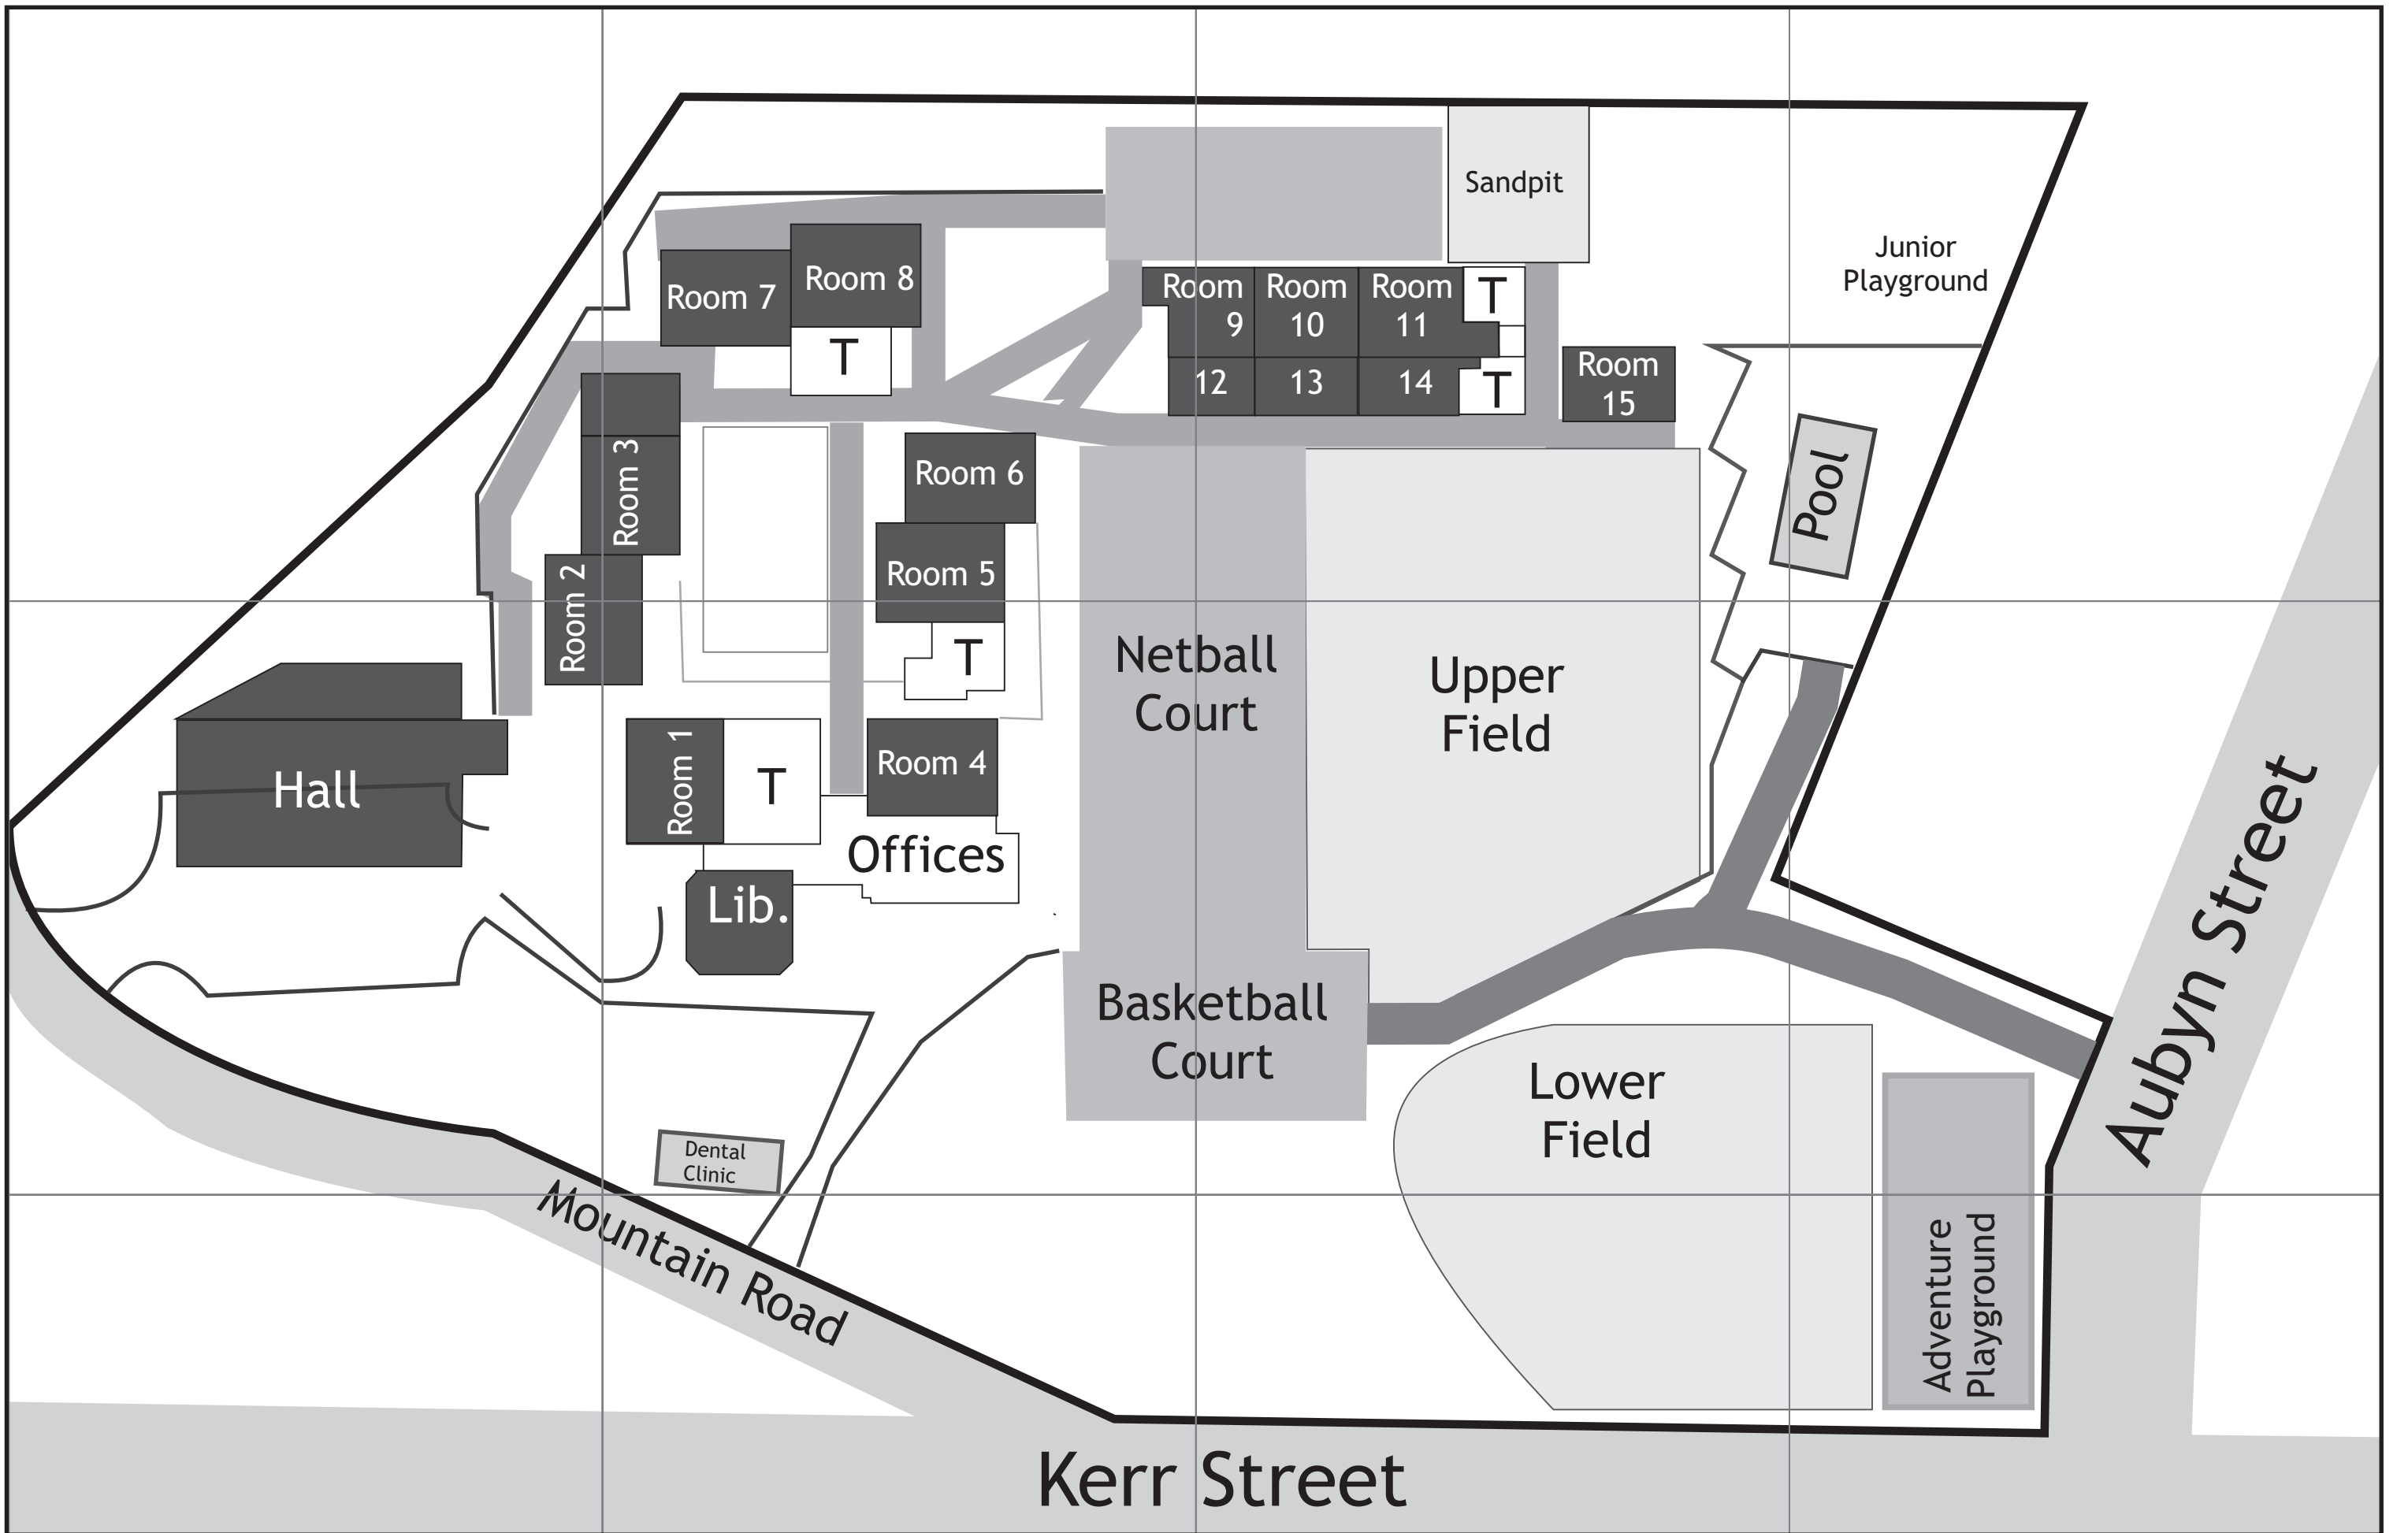 Sandpit
Junior
Playground
Room 7
Room 8
T
Room
9
Room
10
Room
11
T
12
13
14
T
Room
15
Room 3
Room 6
Pool
Room 5
Room 2
T
Netball
Court
Upper
Field
Hall
Room 1
T
Room 4
Offices
Lib.
Basketball
Court
Lower
Field
Aubyn Street
Dental
Clinic
Mountain Road
Adventure
Playground
Kerr Street